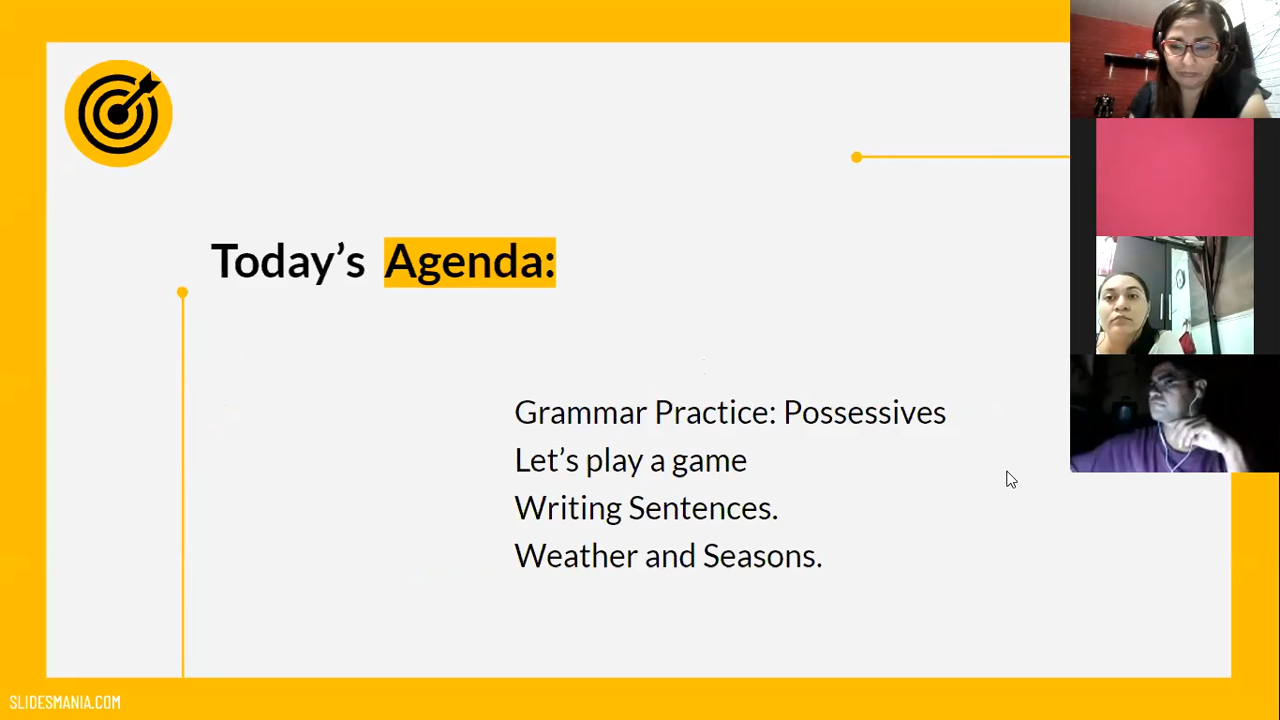 Today’s Agenda:
Grammar Practice: Possessives
Let’s play a game
Writing Sentences.
Weather and Seasons.
SLIDESMANIA.COM